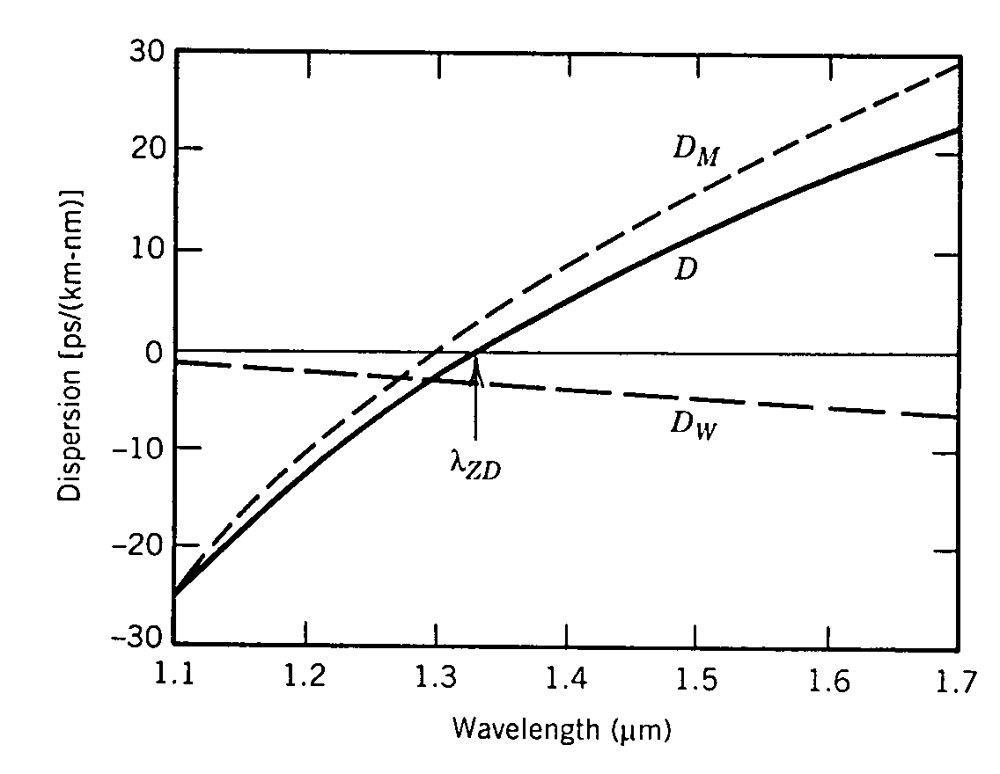 30
20
10
0
–10
–20
–30
Dispersion [ps/(km-nm)]
D_M
D
D_W
λ_ZD
1.1 1.2 1.3 1.4 1.5 1.6 1.7
Wavelength (μm)